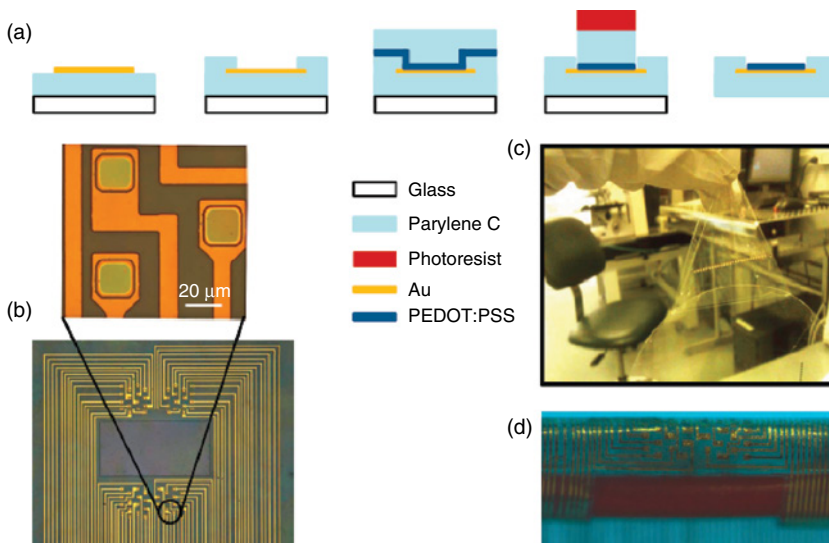 (a)
(b)
20 μm
Glass
Parylene C
Photoresist
Au
PEDOT:PSS
(c)
(d)